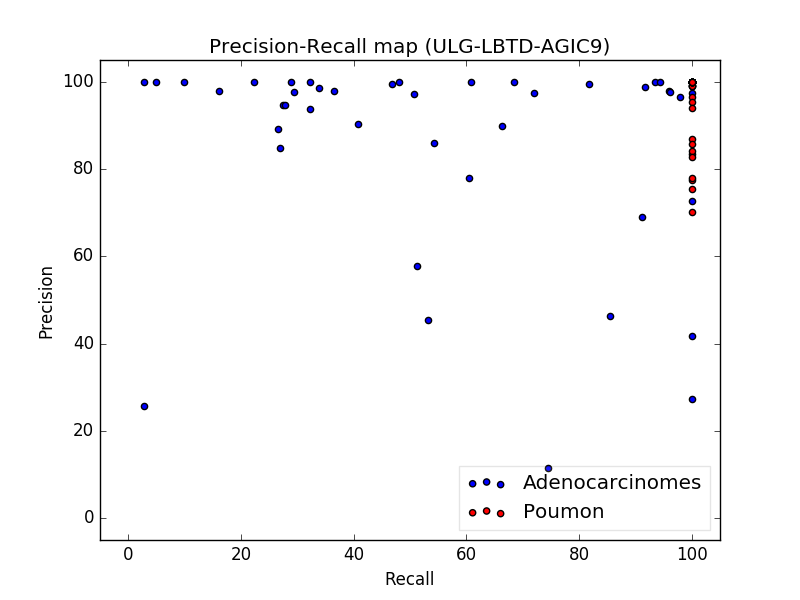 Precision-Recall map (ULG-LBTD-AGIC9)
100
80
60
40
20
0
Precision
0 20 40 60 80 100
Recall
Adenocarcinomes
Poumon